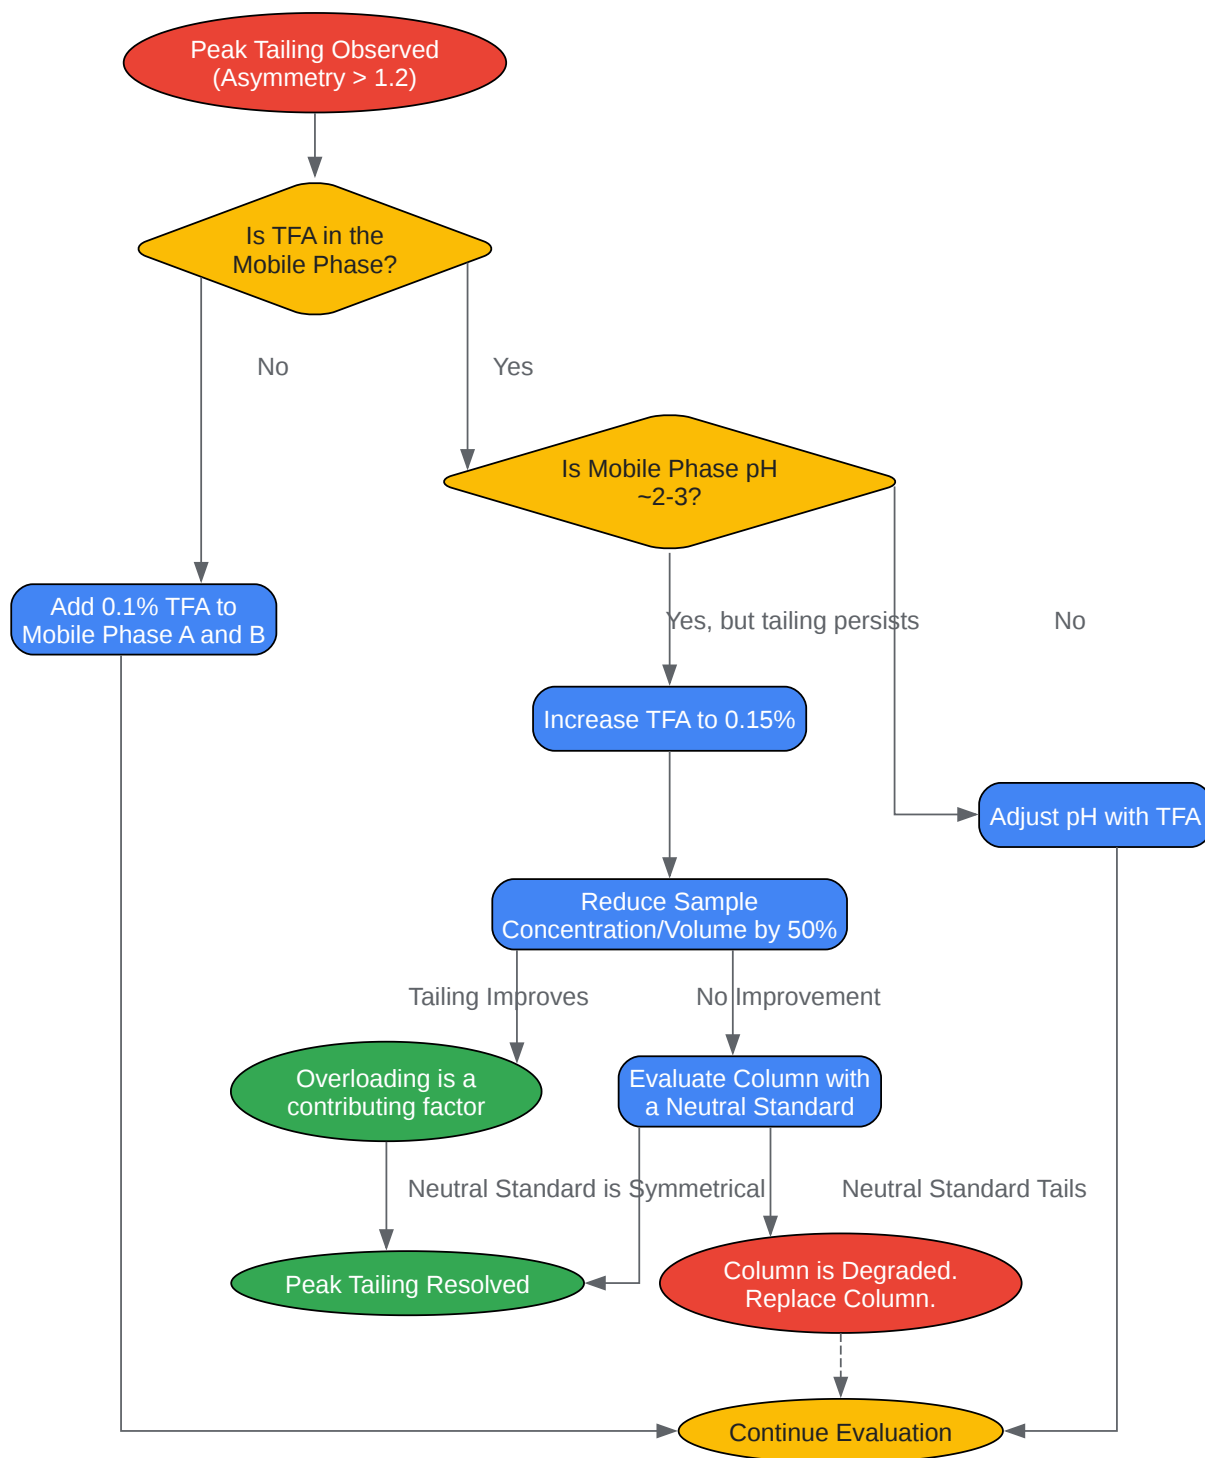 Peak Tailing Observed
(Asymmetry > 1.2)
Is TFA in the
Mobile Phase?
No
Yes
Is Mobile Phase pH
~2-3?
Add 0.1% TFA to
Mobile Phase A and B
Yes, but tailing persists
No
Increase TFA to 0.15%
Adjust pH with TFA
Reduce Sample
Concentration/Volume by 50%
Tailing Improves
No Improvement
Overloading is a
contributing factor
Evaluate Column with
a Neutral Standard
Neutral Standard is Symmetrical
Neutral Standard Tails
Peak Tailing Resolved
Column is Degraded.
Replace Column.
Continue Evaluation